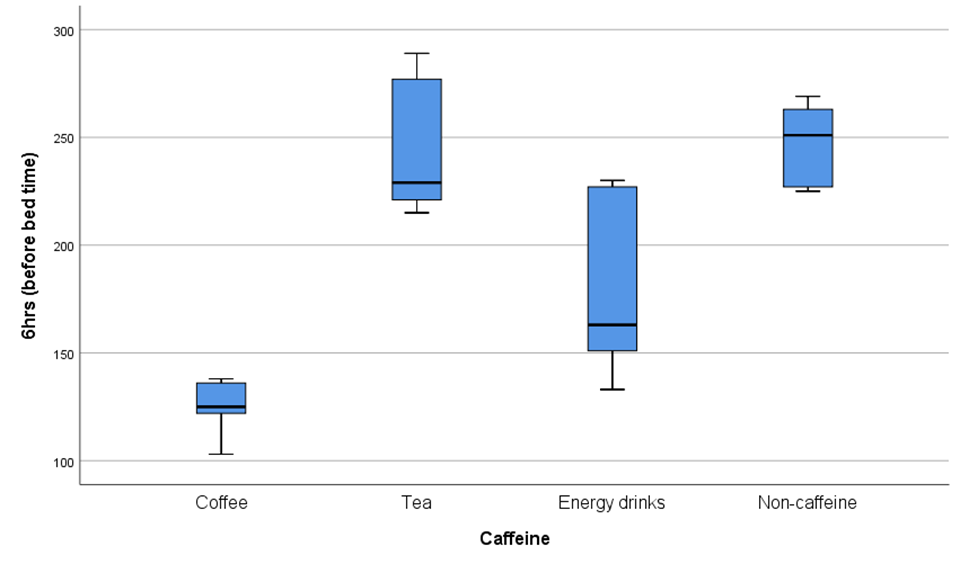 300
250
200
150
100
6hrs (before bed time)
Coffee Tea Energy drinks Non-caffeine
Caffeine